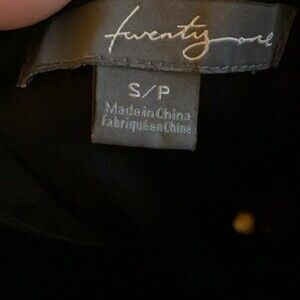 twenty one
S/P
Made in China
Fabriqué en Chine